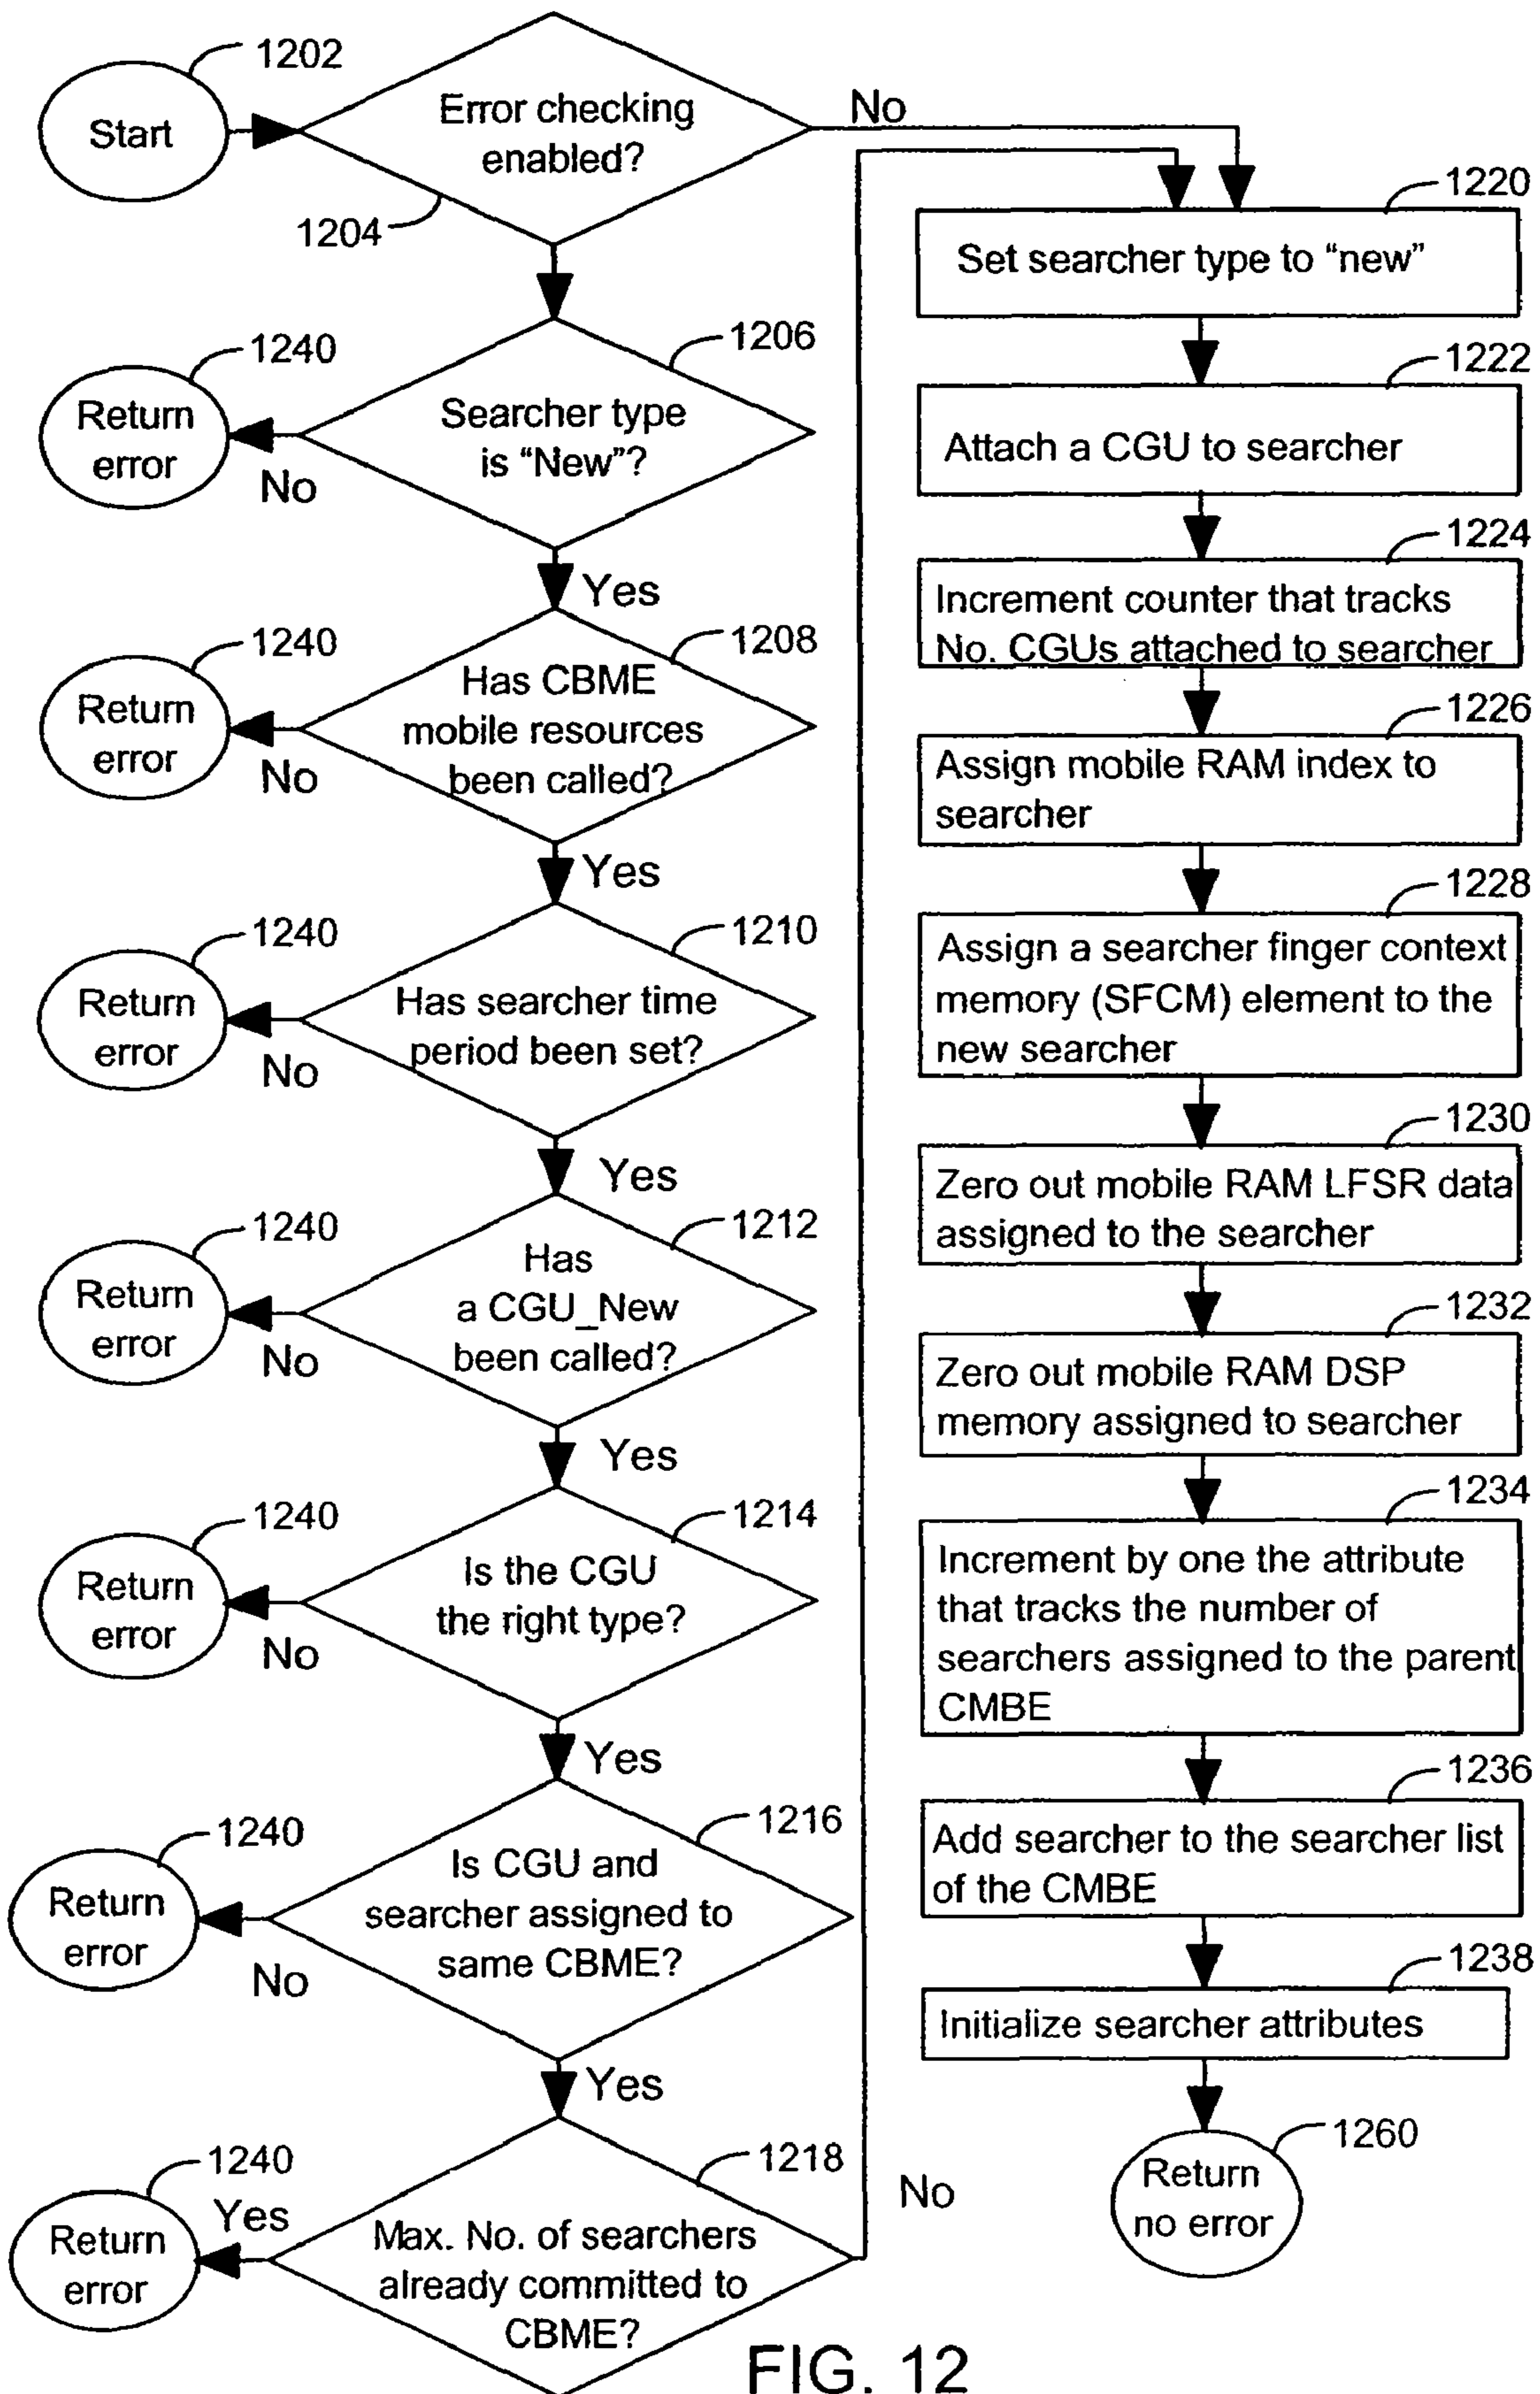 1202
Start
Error checking
enabled?
No
1204
1206
Searcher type
is “New”?
1240
Return
error
No
Yes
1208
Has CBME
mobile resources
been called?
1240
Return
error
No
Yes
1210
Has searcher time
period been set?
1240
Return
error
No
Yes
1212
Has
a CGU_New
been called?
1240
Return
error
No
Yes
1214
Is the CGU
the right type?
1240
Return
error
No
Yes
1216
Is CGU and
searcher assigned to
same CBME?
1240
Return
error
No
Yes
1218
Max. No. of searchers
already committed to
CBME?
1240
Yes
Return
error
No
1220
Set searcher type to “new”
1222
Attach a CGU to searcher
1224
Increment counter that tracks
No. CGUs attached to searcher
1226
Assign mobile RAM index to
searcher
1228
Assign a searcher finger context
memory (SFCM) element to the
new searcher
1230
Zero out mobile RAM LFSR data
assigned to the searcher
1232
Zero out mobile RAM DSP
memory assigned to searcher
1234
Increment by one the attribute
that tracks the number of
searchers assigned to the parent
CMBE
1236
Add searcher to the searcher list
of the CMBE
1238
Initialize searcher attributes
1260
Return
no error
FIG. 12